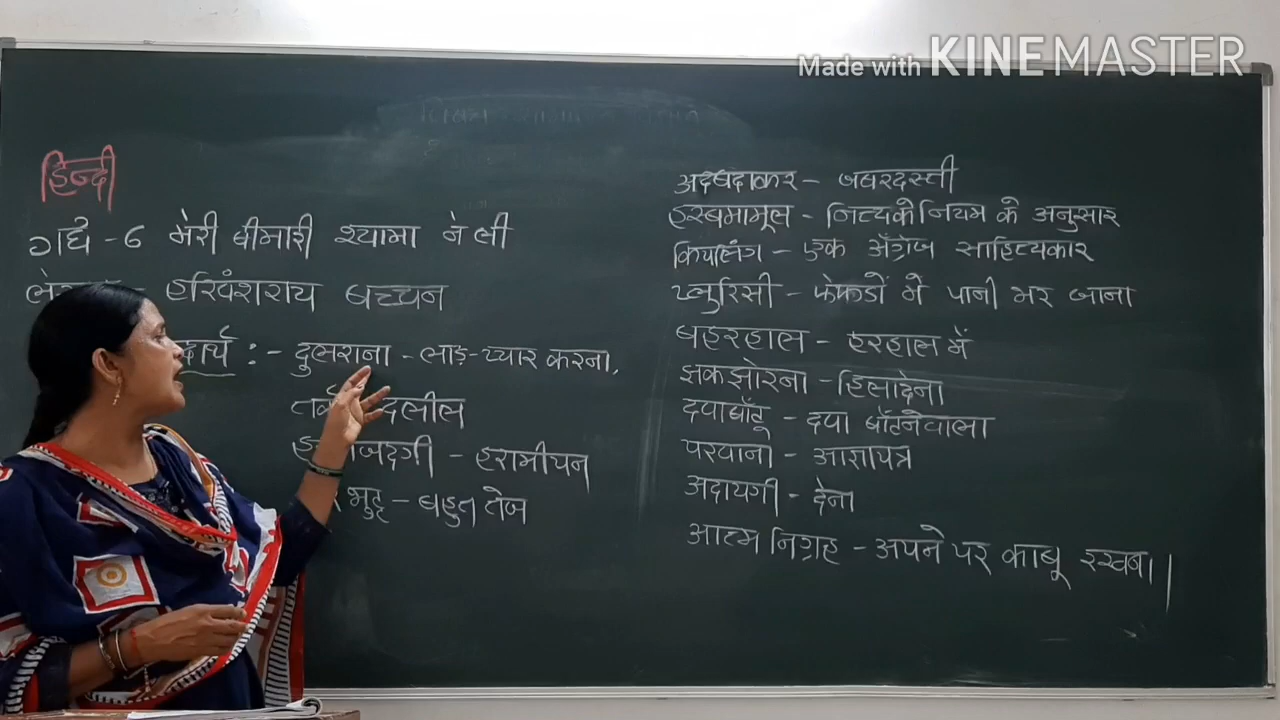 Made with KINEMASTER
हिन्दी
गद्य - 6 मेरी बीमारी श्यामा ने ली
हरिवंशराय बच्चन
:- दुलराना - लाड़-प्यार करना,
दलील
- हरामीपन
- बहुत तेज
अदबदाकर - जबरदस्ती
हस्बमामूल - नित्यके नियम के अनुसार
किपलिंग - एक अँग्रेज साहित्यकार
प्लुरिसी - फेफडों में पानी भर जाना
बहरहाल - हरहाल में
झकझोरना - हिलादेना
दवाबाँटू - दवा बाँटनेवाला
परवाना - आज्ञापत्र
अदायगी - देना
आत्म निग्रह - अपने पर काबू रखना।